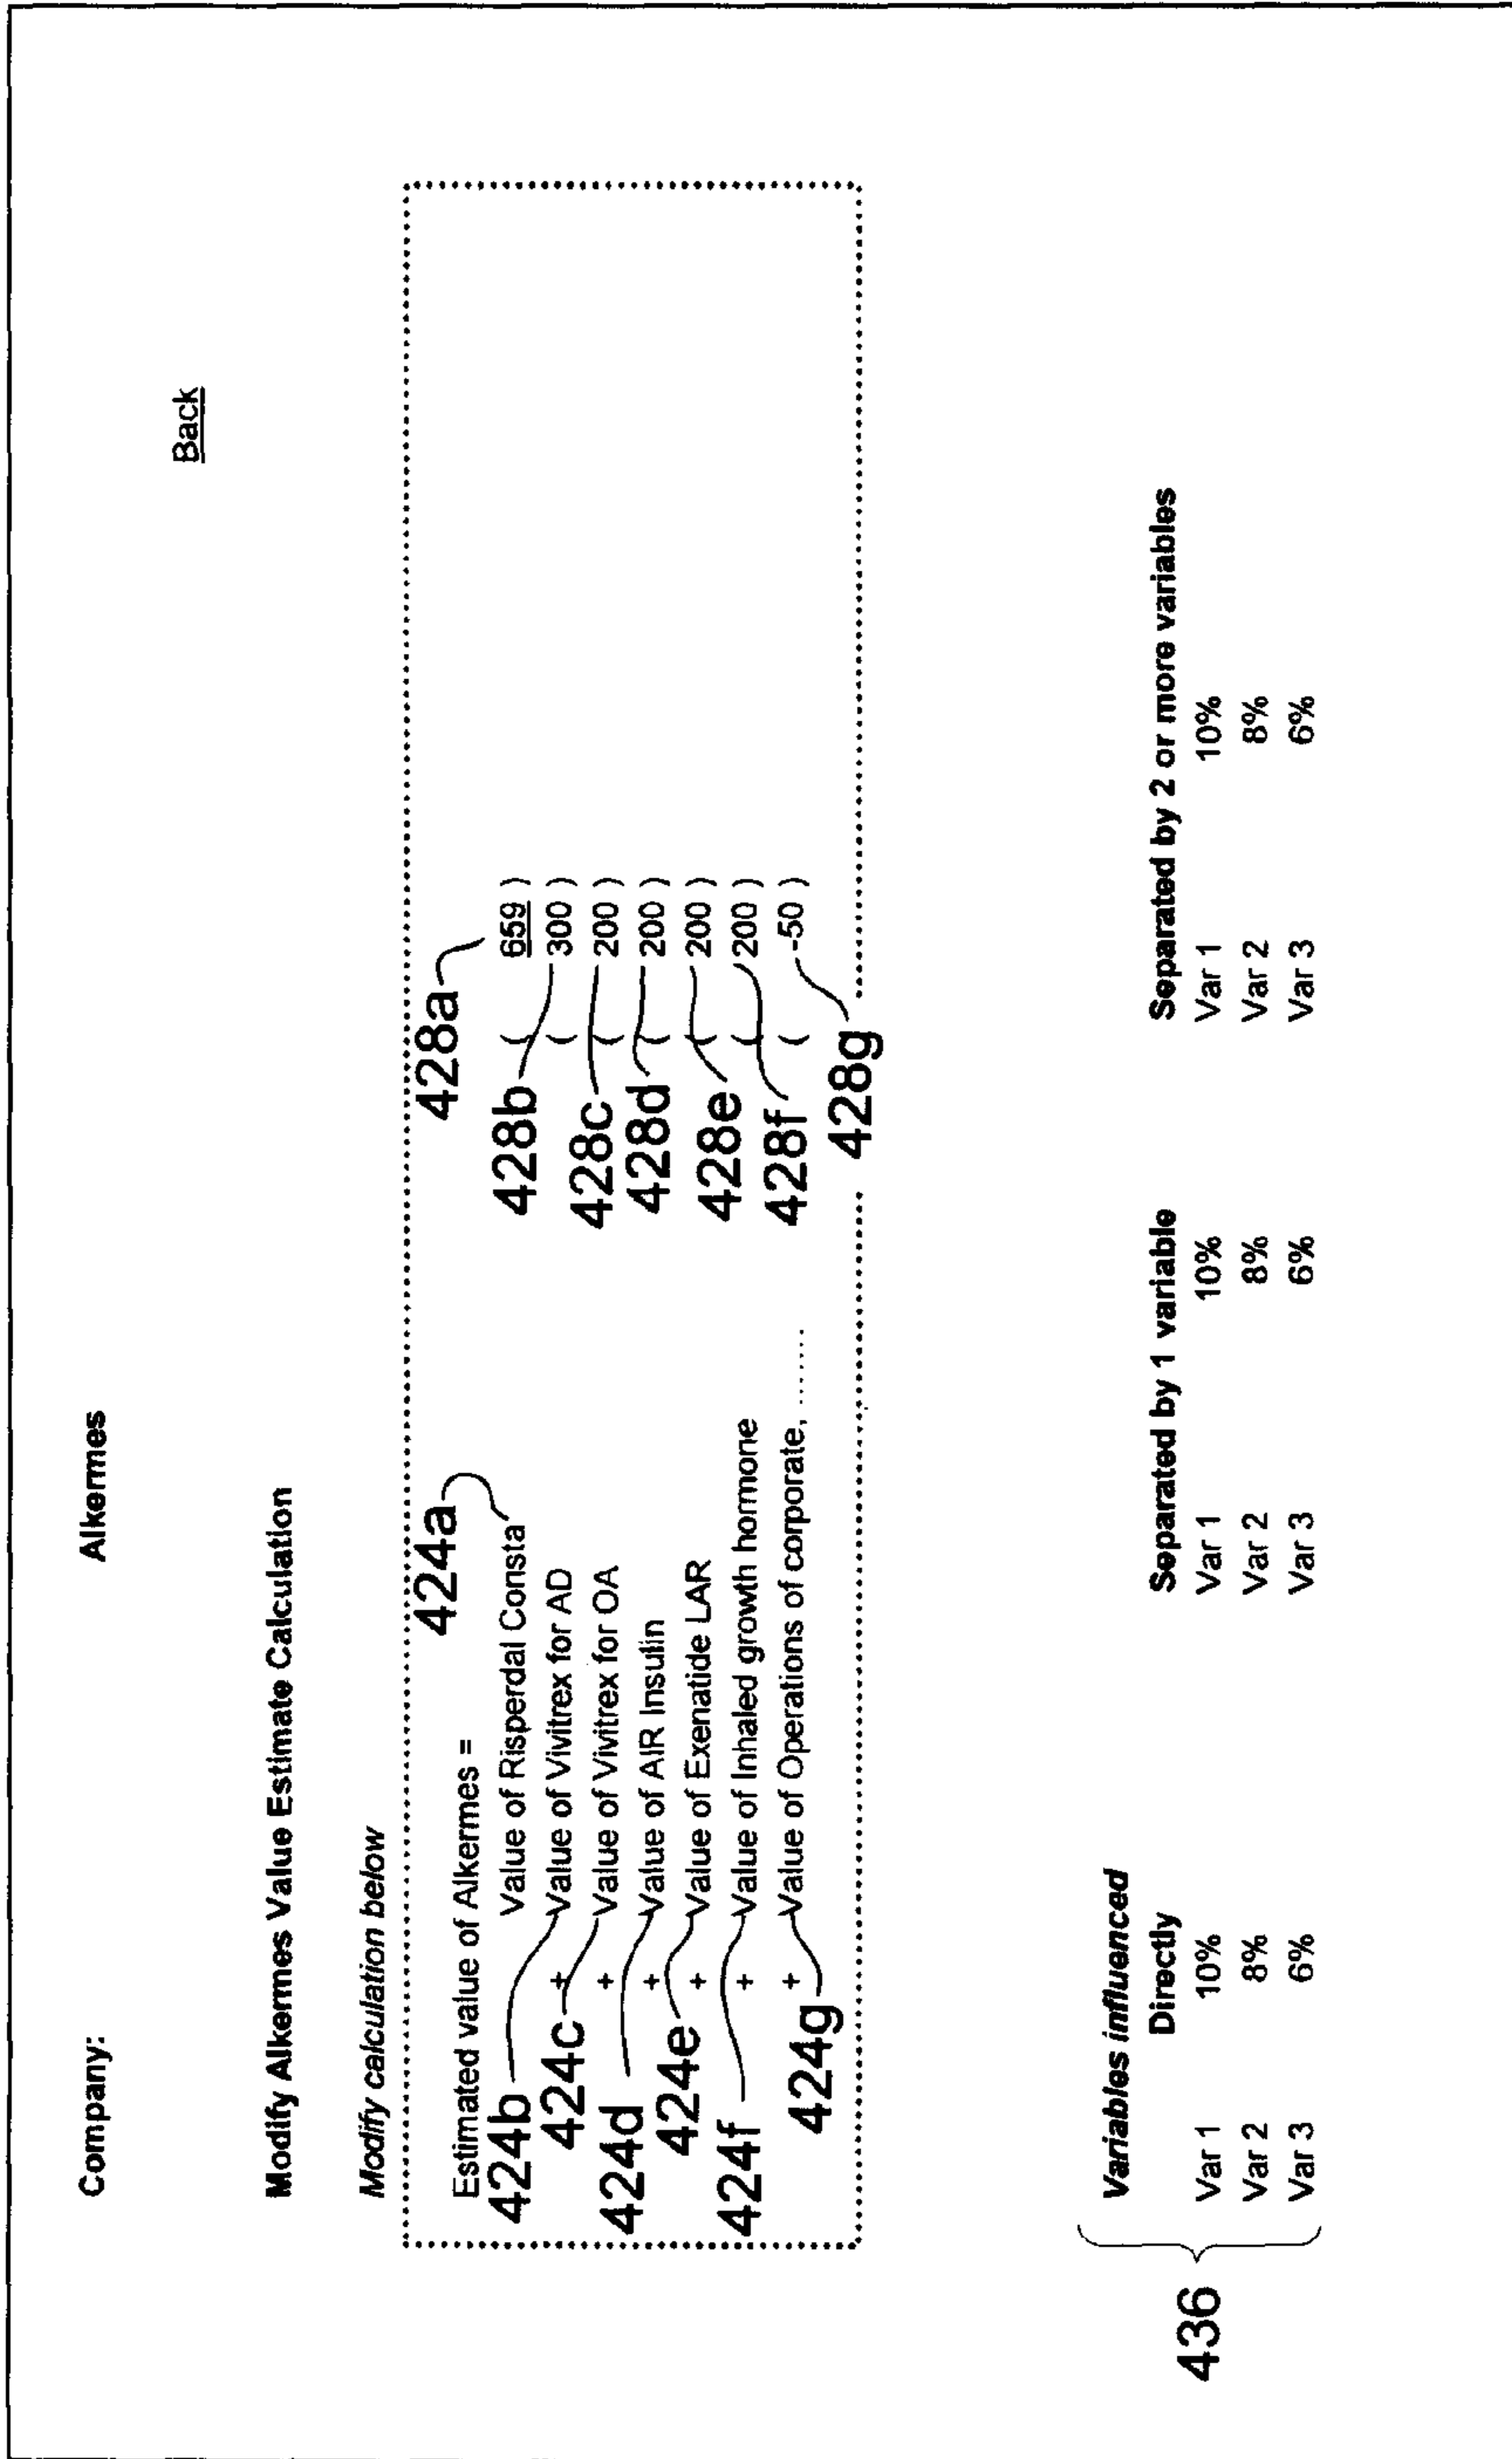 Company: Alkermes
Back
Modify Alkermes Value Estimate Calculation
Modify calculation below
424a 428a
Estimated value of Alkermes =
Value of Risperdal Consta ( 659 )
424b + Value of Vivitrex for AD 428b ( 300 )
424c + Value of Vivitrex for OA 428c ( 200 )
424d + Value of AIR Insulin 428d ( 200 )
424e + Value of Exenatide LAR 428e ( 200 )
424f + Value of Inhaled growth hormone 428f ( 200 )
424g + Value of Operations of corporate, ....... 428g ( -50 )
436
Variables influenced
Directly Separated by 1 variable Separated by 2 or more variables
Var 1 10% Var 1 10% Var 1 10%
Var 2 8% Var 2 8% Var 2 8%
Var 3 6% Var 3 6% Var 3 6%